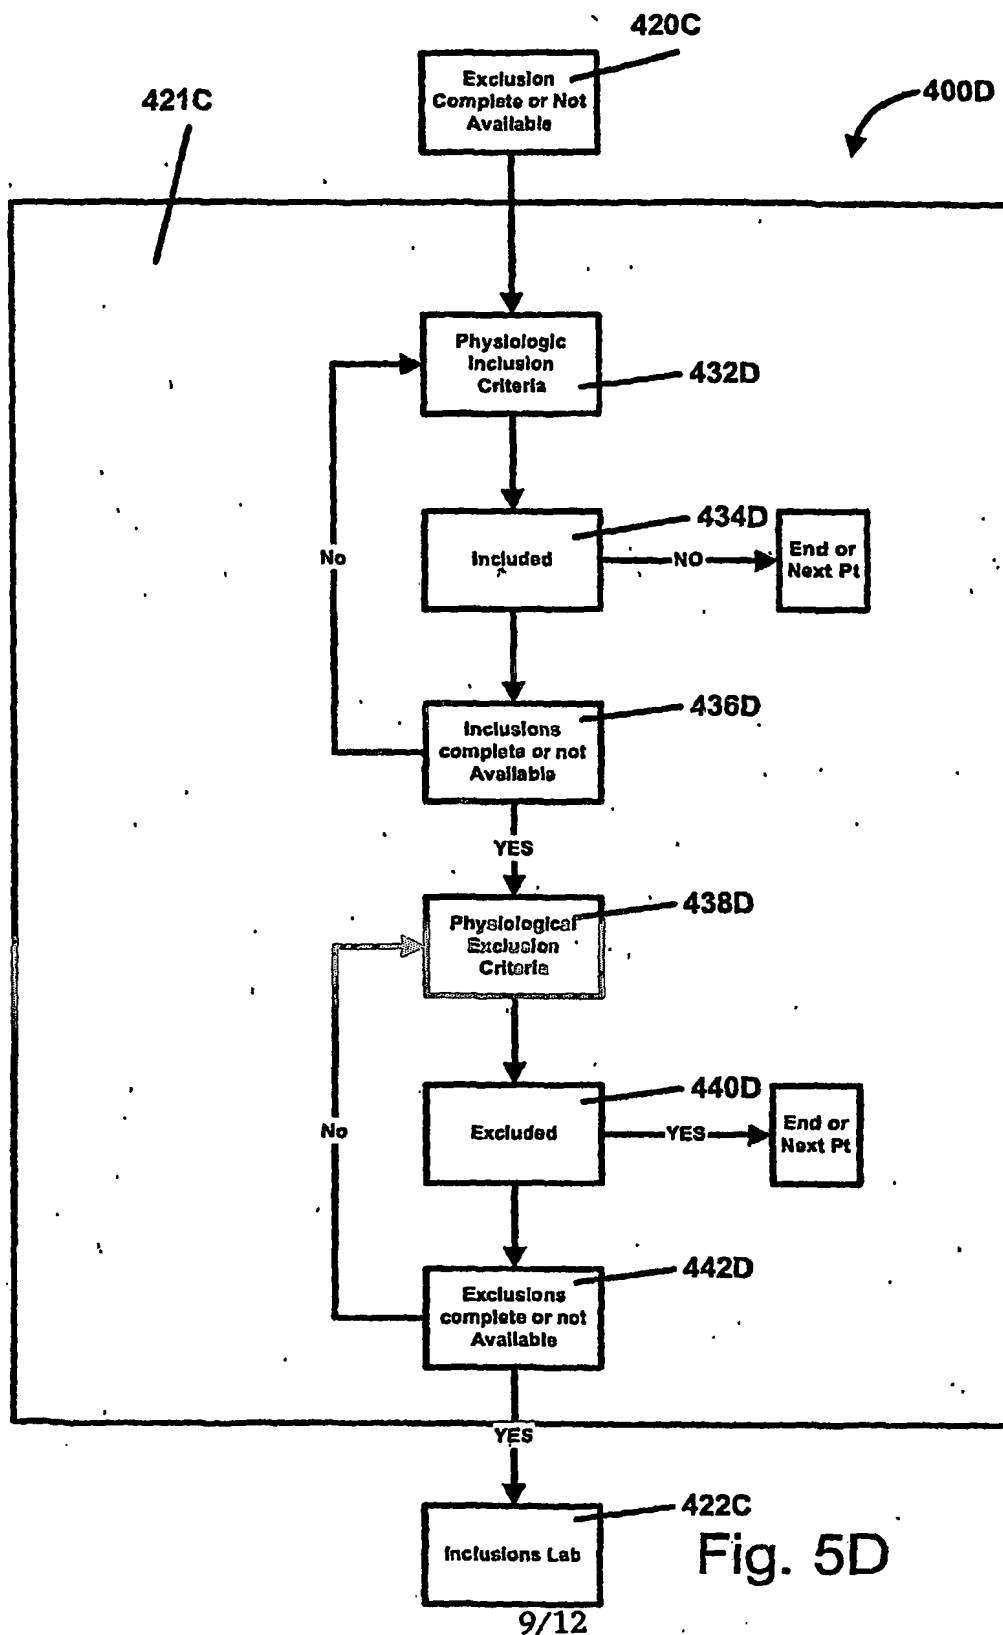 420C
Exclusion
Complete or Not
Available
421C
400D
Physiologic
Inclusion
Criteria
432D
434D
Included
NO
End or
Next Pt
No
436D
Inclusions
complete or not
Available
YES
438D
Physiological
Exclusion
Criteria
440D
Excluded
YES
End or
Next Pt
No
442D
Exclusions
complete or not
Available
YES
422C
Inclusions Lab
Fig. 5D
9/12